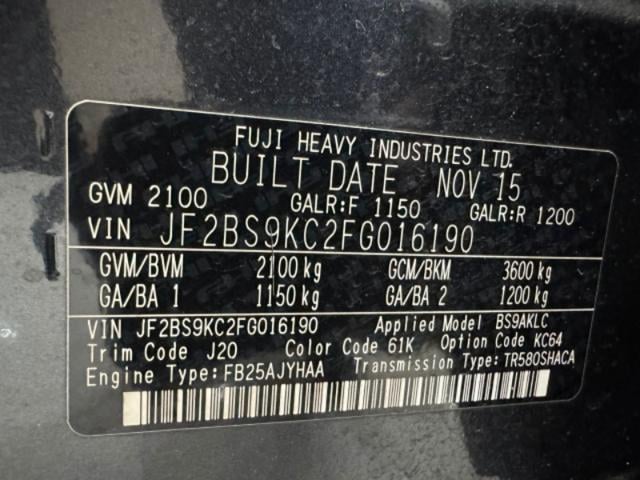 FUJI HEAVY INDUSTRIES LTD.
BUILT DATE NOV 15
GVM 2100 GALR:F 1150 GALR:R 1200
VIN JF2BS9KC2FG016190
GVM/BVM 2100 kg GCM/BKM 3600 kg
GA/BA 1 1150 kg GA/BA 2 1200 kg
VIN JF2BS9KC2FG016190 Applied Model BS9AKLC
Trim Code J20 Color Code 61K Option Code KC64
Engine Type: FB25AJYHAA Transmission Type: TR580SHACA